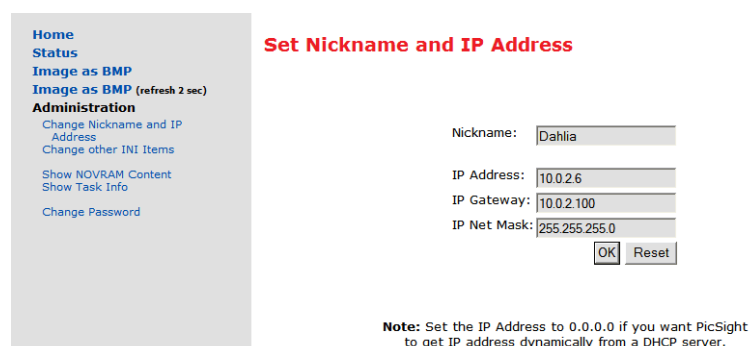 Home
Status
Image as BMP
Image as BMP (refresh 2 sec)
Administration
Change Nickname and IP
Address
Change other INI Items
Show NOVRAM Content
Show Task Info
Change Password
Set Nickname and IP Address
Nickname: Dahlia
IP Address: 10.0.2.6
IP Gateway: 10.0.2.100
IP Net Mask: 255.255.255.0
OK Reset
Note: Set the IP Address to 0.0.0.0 if you want PicSight
to get IP address dynamically from a DHCP server.